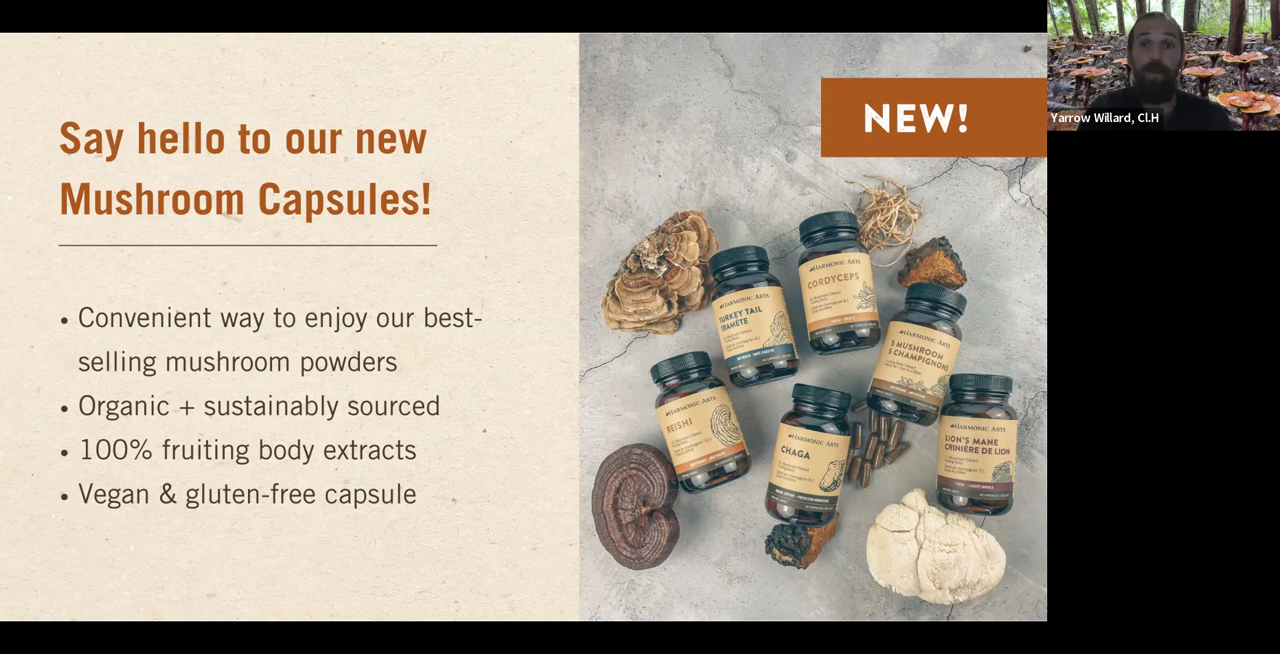 Say hello to our new
Mushroom Capsules!
• Convenient way to enjoy our best-
selling mushroom powders
• Organic + sustainably sourced
• 100% fruiting body extracts
• Vegan & gluten-free capsule
NEW!
Yarrow Willard, Cl.H
HARMONIC ARTS
CORDYCEPS
HARMONIC ARTS
TURKEY TAIL
TRAMÈTE
HARMONIC ARTS
5 MUSHROOM
5 CHAMPIGNONS
HARMONIC ARTS
REISHI
HARMONIC ARTS
CHAGA
HARMONIC ARTS
LION'S MANE
CRINIÈRE DE LION